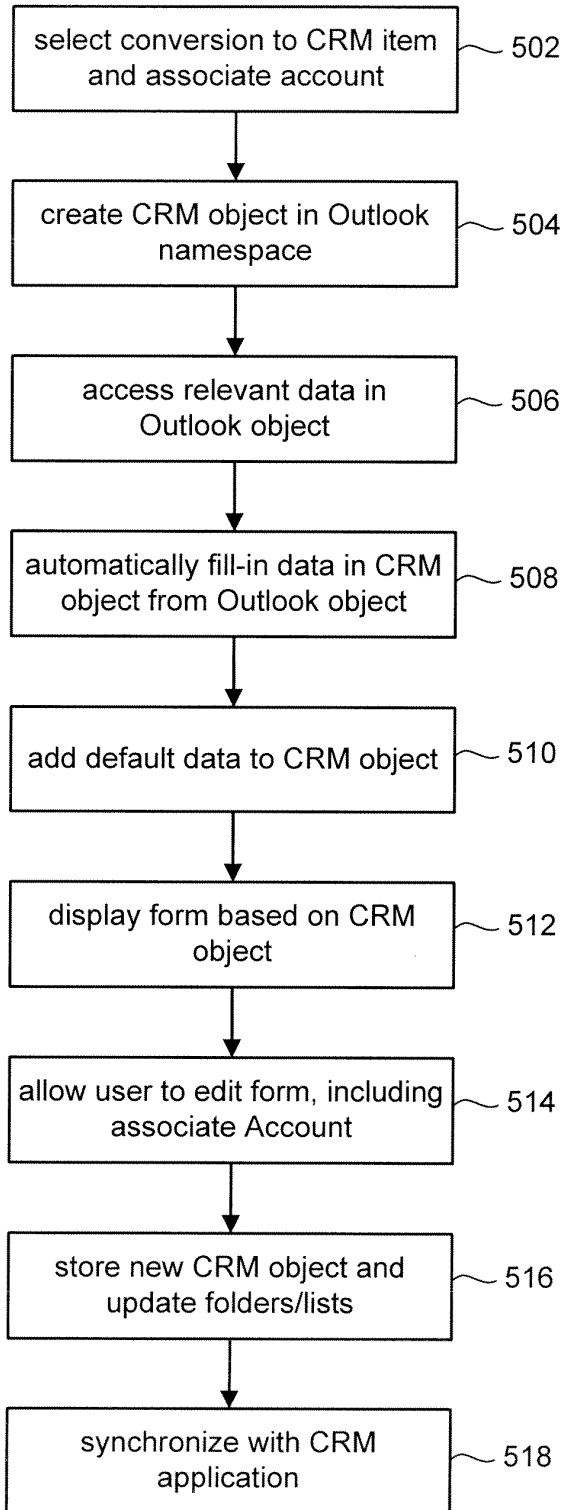 select conversion to CRM item
and associate account
502
create CRM object in Outlook
namespace
504
access relevant data in
Outlook object
506
automatically fill-in data in CRM
object from Outlook object
508
add default data to CRM object
510
display form based on CRM
object
512
allow user to edit form, including
associate Account
514
store new CRM object and
update folders/lists
516
synchronize with CRM
application
518